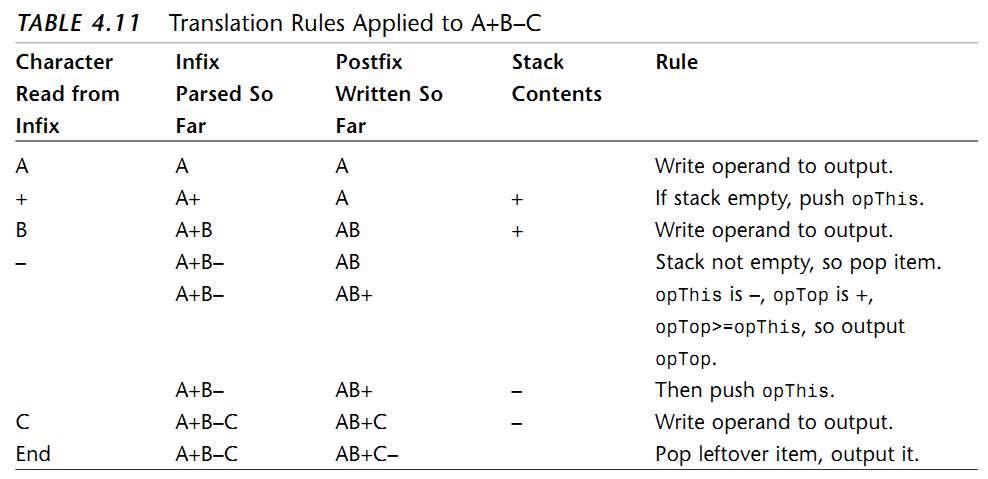 TABLE 4.11 Translation Rules Applied to A+B–C
Character Infix Postfix Stack Rule
Read from Parsed So Written So Contents
Infix Far Far
A A A Write operand to output.
+ A+ A + If stack empty, push opThis.
B A+B AB + Write operand to output.
– A+B– AB Stack not empty, so pop item.
A+B– AB+ opThis is –, opTop is +,
opTop>=opThis, so output
opTop.
A+B– AB+ – Then push opThis.
C A+B–C AB+C – Write operand to output.
End A+B–C AB+C– Pop leftover item, output it.